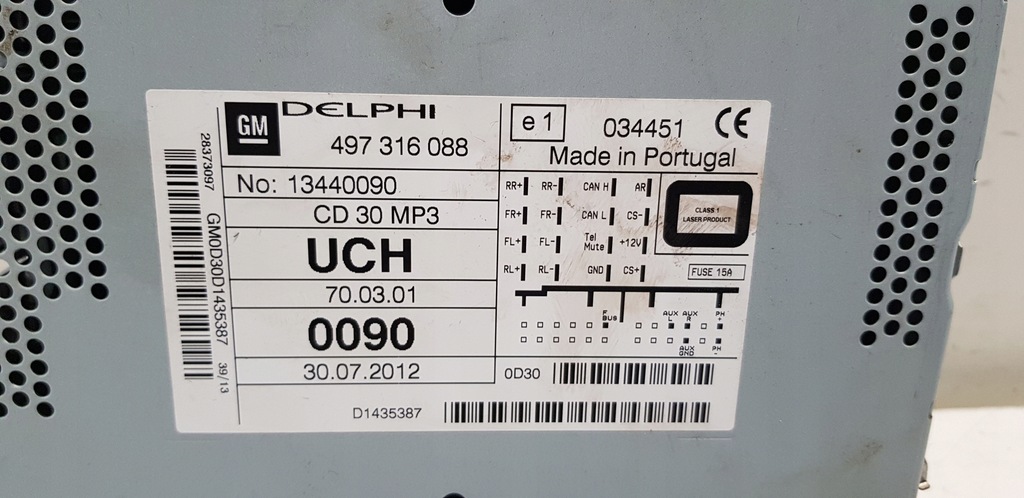 GM DELPHI
497 316 088
No: 13440090
CD 30 MP3
UCH
70.03.01
0090
30.07.2012
D1435387
28373097
GM0D30D1435387
39/13
e1 034451 CE
Made in Portugal
RR+ RR- CAN H AR
FR+ FR- CAN L CS-
FL+ FL- Tel Mute +12V
RL+ RL- GND CS+
CLASS 1
LASER PRODUCT
FUSE 15A
F BUS AUX L AUX R PH +
AUX GND PH -
0D30